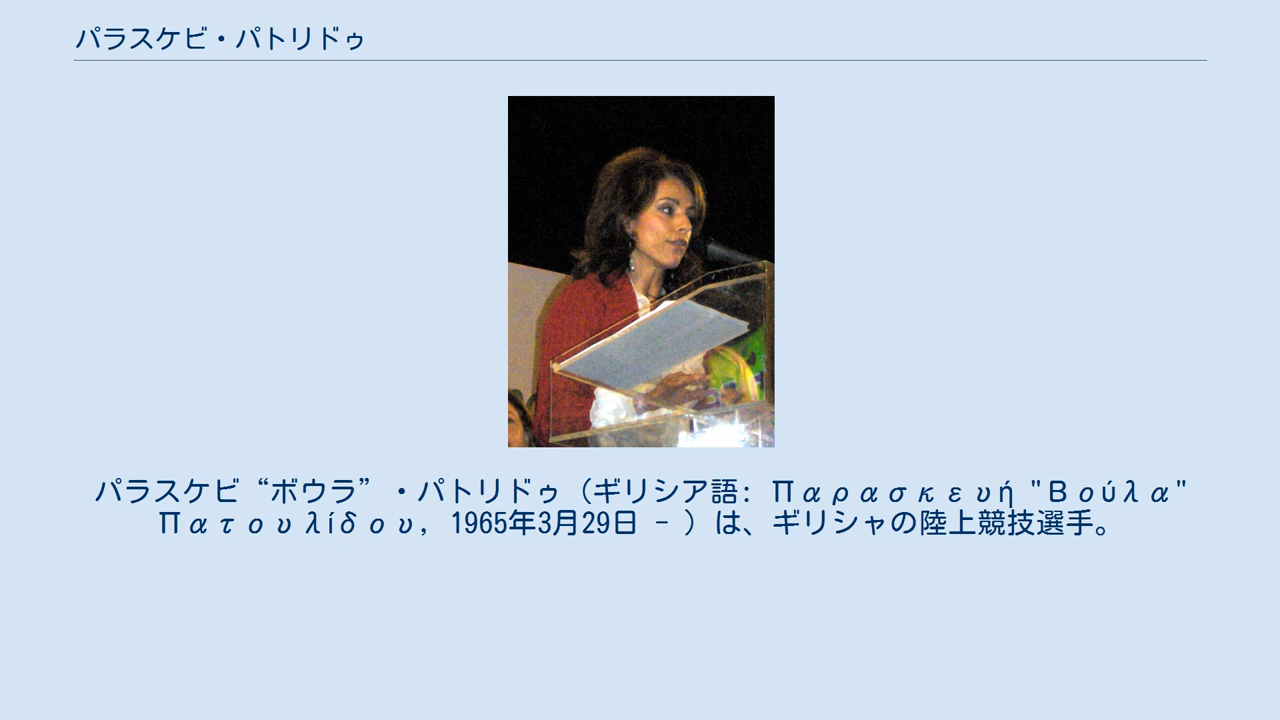 パラスケビ・パトリドゥ
パラスケビ“ボウラ”・パトリドゥ（ギリシア語: Παρασκευή "Βούλα"
Πατουλίδου, 1965年3月29日 - ）は、ギリシャの陸上競技選手。